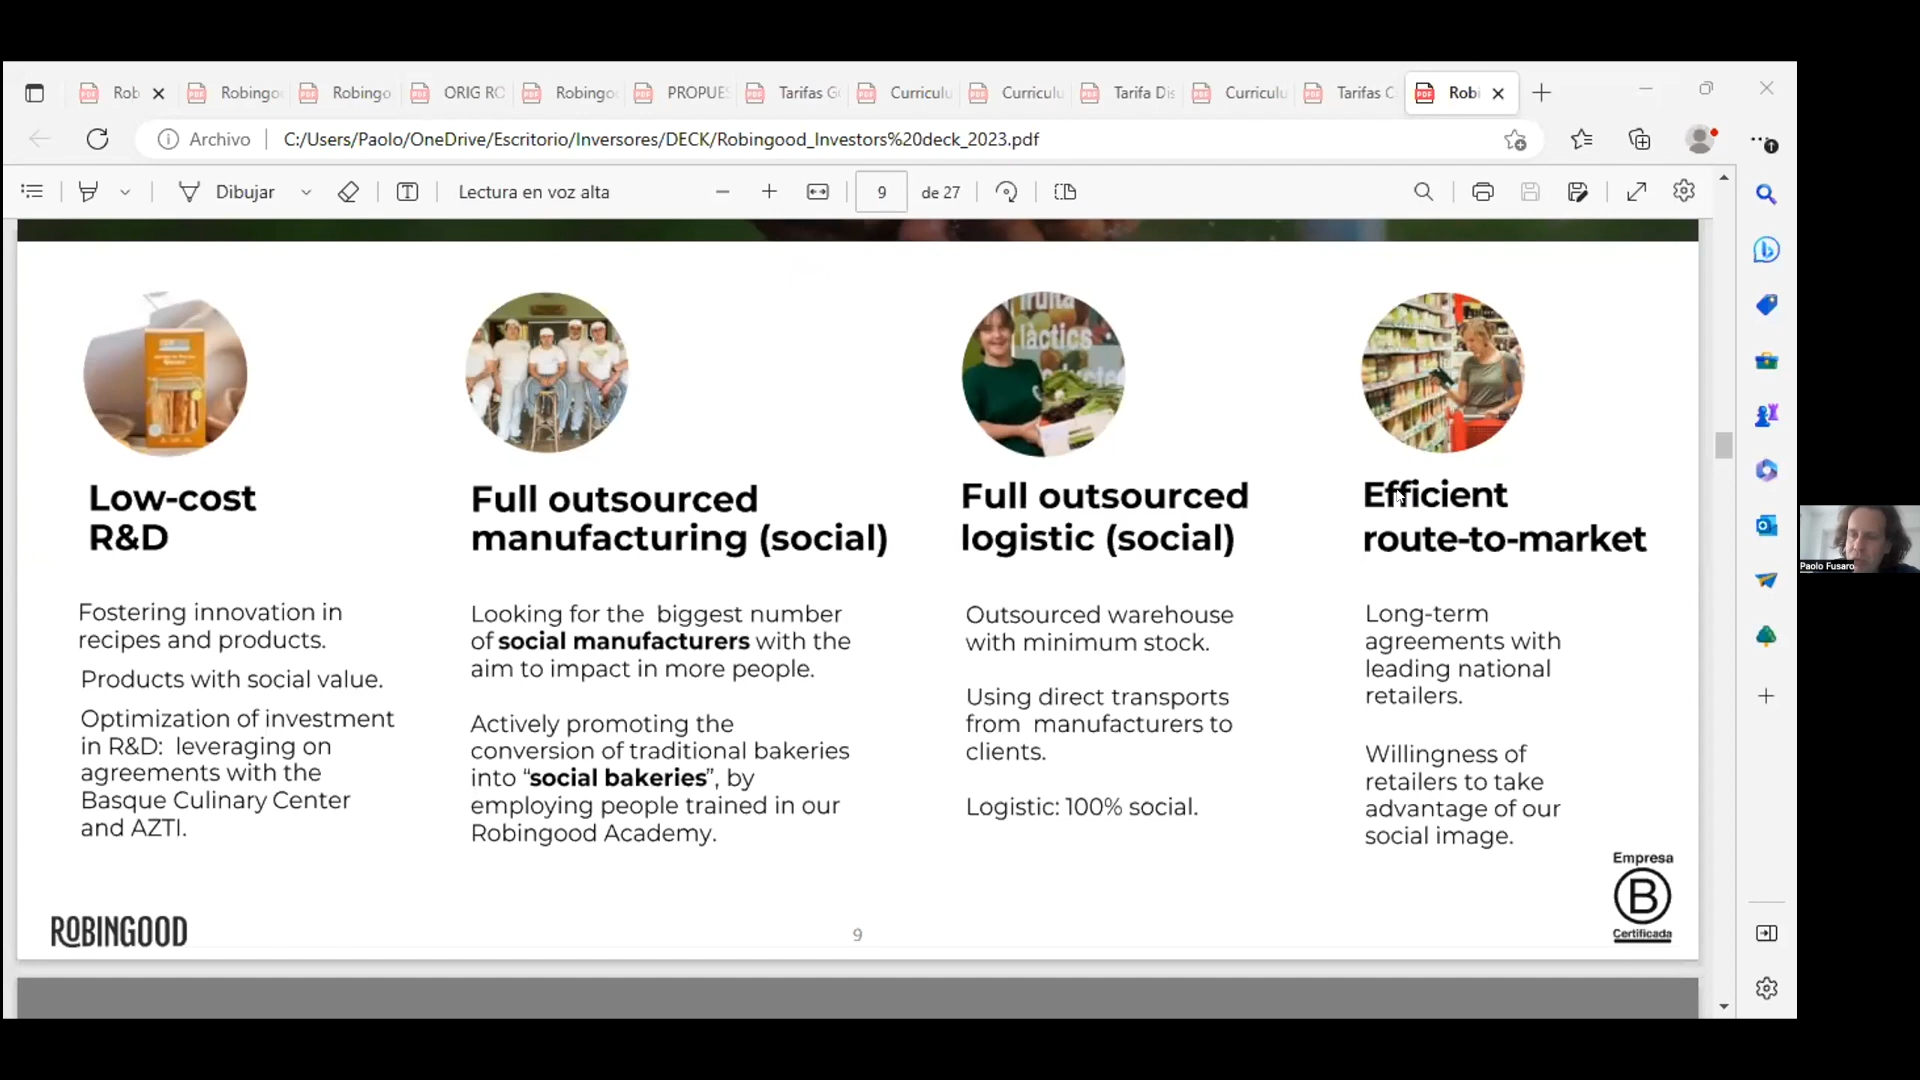 Rob
Robingo
Robingo
ORIG RO
Robingo
PROPUES
Tarifas G
Curriculu
Curriculu
Tarifa Dis
Curriculu
Tarifas C
Robi
Archivo
C:/Users/Paolo/OneDrive/Escritorio/Inversores/DECK/Robingood_Investors%20deck_2023.pdf
Dibujar
Lectura en voz alta
9 de 27
fruita
làctics
Low-cost
R&D
Fostering innovation in
recipes and products.
Products with social value.
Optimization of investment
in R&D: leveraging on
agreements with the
Basque Culinary Center
and AZTI.
Full outsourced
manufacturing (social)
Looking for the biggest number
of social manufacturers with the
aim to impact in more people.
Actively promoting the
conversion of traditional bakeries
into “social bakeries”, by
employing people trained in our
Robingood Academy.
Full outsourced
logistic (social)
Outsourced warehouse
with minimum stock.
Using direct transports
from manufacturers to
clients.
Logistic: 100% social.
Efficient
route-to-market
Long-term
agreements with
leading national
retailers.
Willingness of
retailers to take
advantage of our
social image.
Empresa
B
Certificada
ROBINGOOD
9
Paolo Fusaro